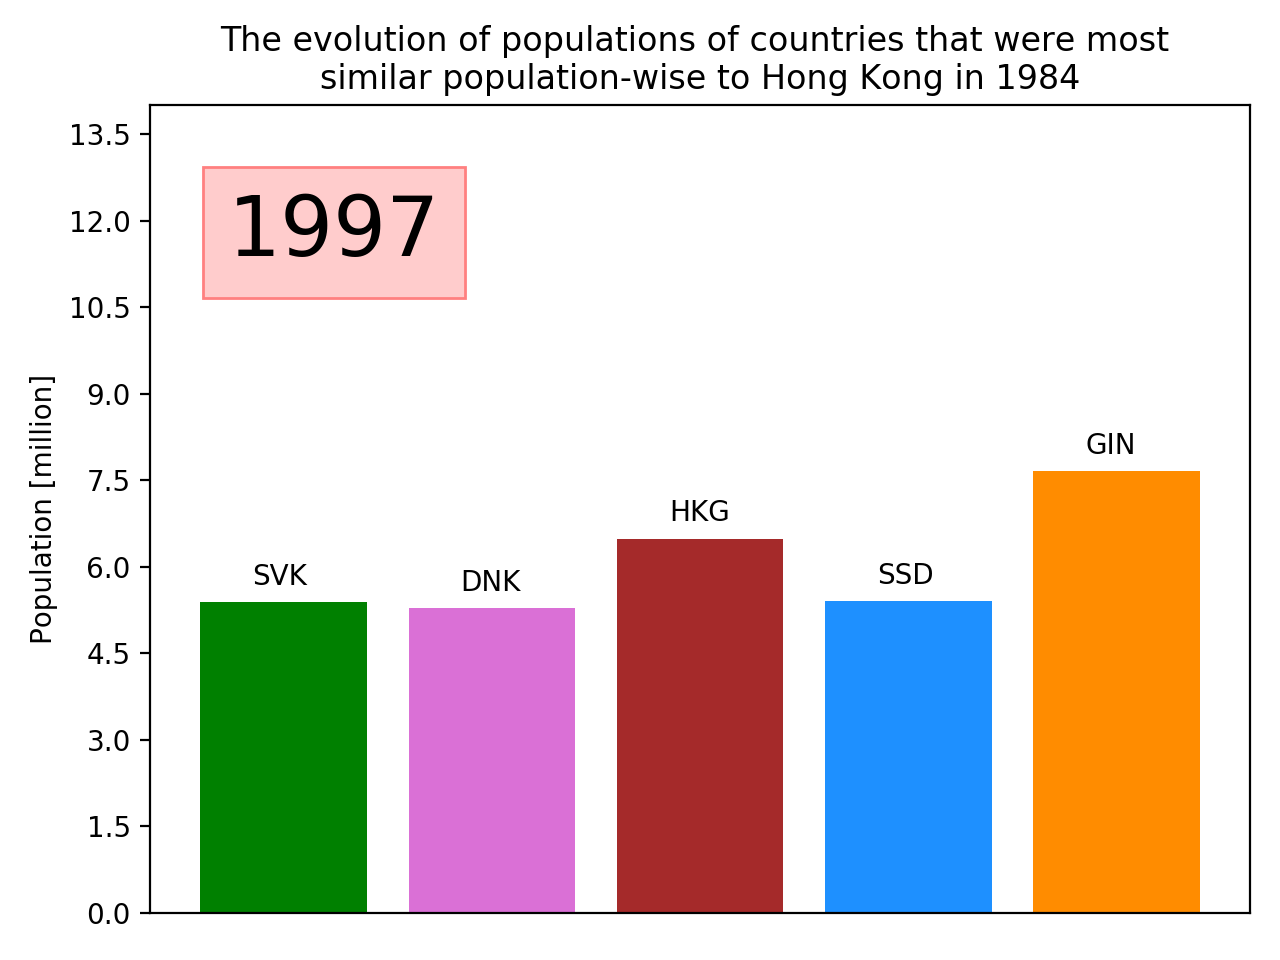 The evolution of populations of countries that were most
similar population-wise to Hong Kong in 1984
13.5
12.0
10.5
9.0
7.5
6.0
4.5
3.0
1.5
0.0
Population [million]
1997
SVK
DNK
HKG
SSD
GIN